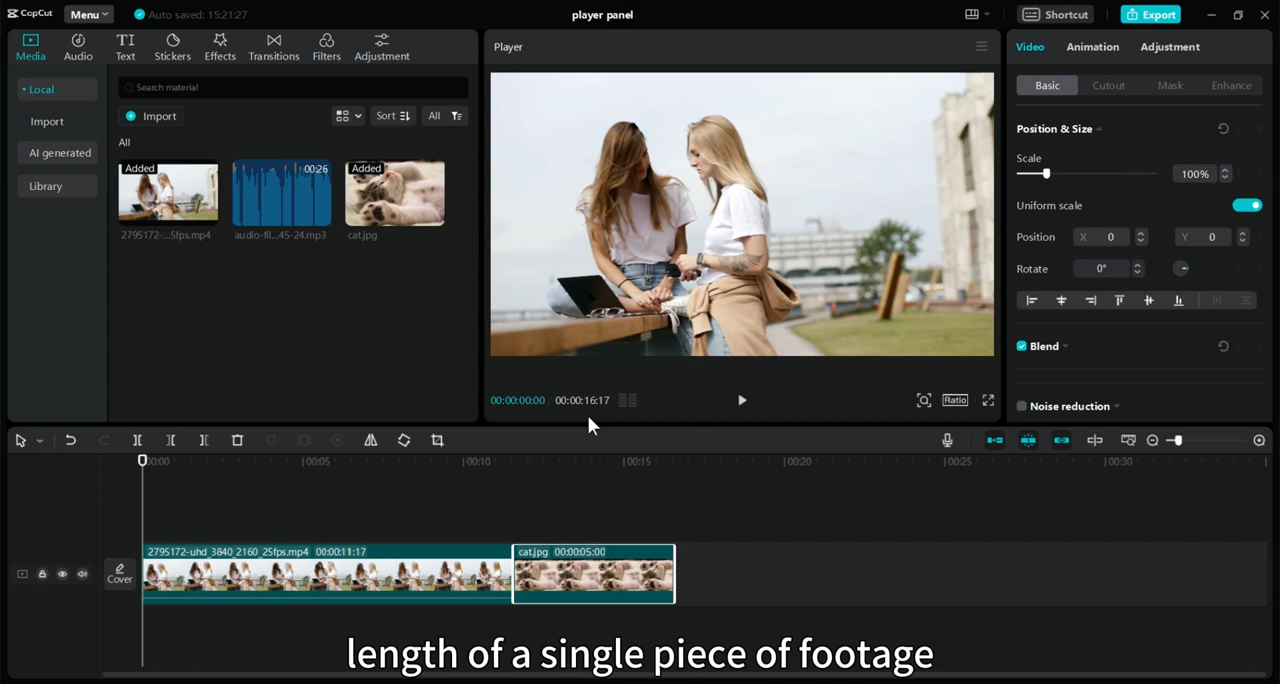 CapCut
Menu
Auto saved: 15:21:27
player panel
Shortcut
Export
Media
Audio
Text
Stickers
Effects
Transitions
Filters
Adjustment
Local
Import
AI generated
Library
Search material
Import
Sort
All
All
Added
2795172-...5fps.mp4
00:26
audio-fil...45-24.mp3
Added
cat.jpg
Player
00:00:00:00
00:00:16:17
Ratio
Video
Animation
Adjustment
Basic
Cutout
Mask
Enhance
Position & Size
Scale
100%
Uniform scale
Position
X 0
Y 0
Rotate
0°
Blend
Noise reduction
00:00
00:05
00:10
00:15
00:20
00:25
00:30
Cover
2795172-uhd_3840_2160_25fps.mp4 00:00:11:17
cat.jpg 00:00:05:00
length of a single piece of footage